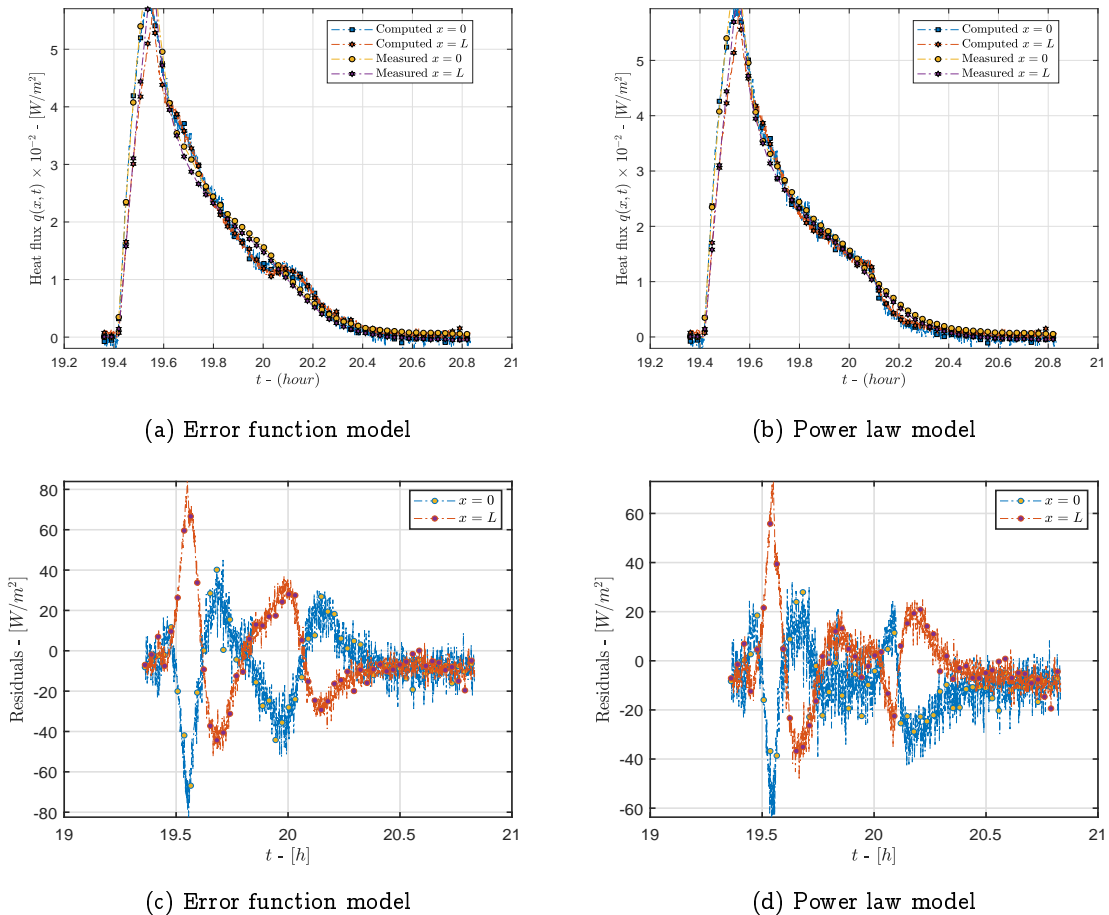 Heat flux q(x, t) × 10⁻² - [W/m²]
5
4
3
2
1
0
19.2 19.4 19.6 19.8 20 20.2 20.4 20.6 20.8 21
t - (hour)
Computed x = 0
Computed x = L
Measured x = 0
Measured x = L
(a) Error function model
Heat flux q(x, t) × 10⁻² - [W/m²]
5
4
3
2
1
0
19.2 19.4 19.6 19.8 20 20.2 20.4 20.6 20.8 21
t - (hour)
Computed x = 0
Computed x = L
Measured x = 0
Measured x = L
(b) Power law model
Residuals - [W/m²]
80
60
40
20
0
-20
-40
-60
-80
19 19.5 20 20.5 21
t - [h]
x = 0
x = L
(c) Error function model
Residuals - [W/m²]
60
40
20
0
-20
-40
-60
19 19.5 20 20.5 21
t - [h]
x = 0
x = L
(d) Power law model